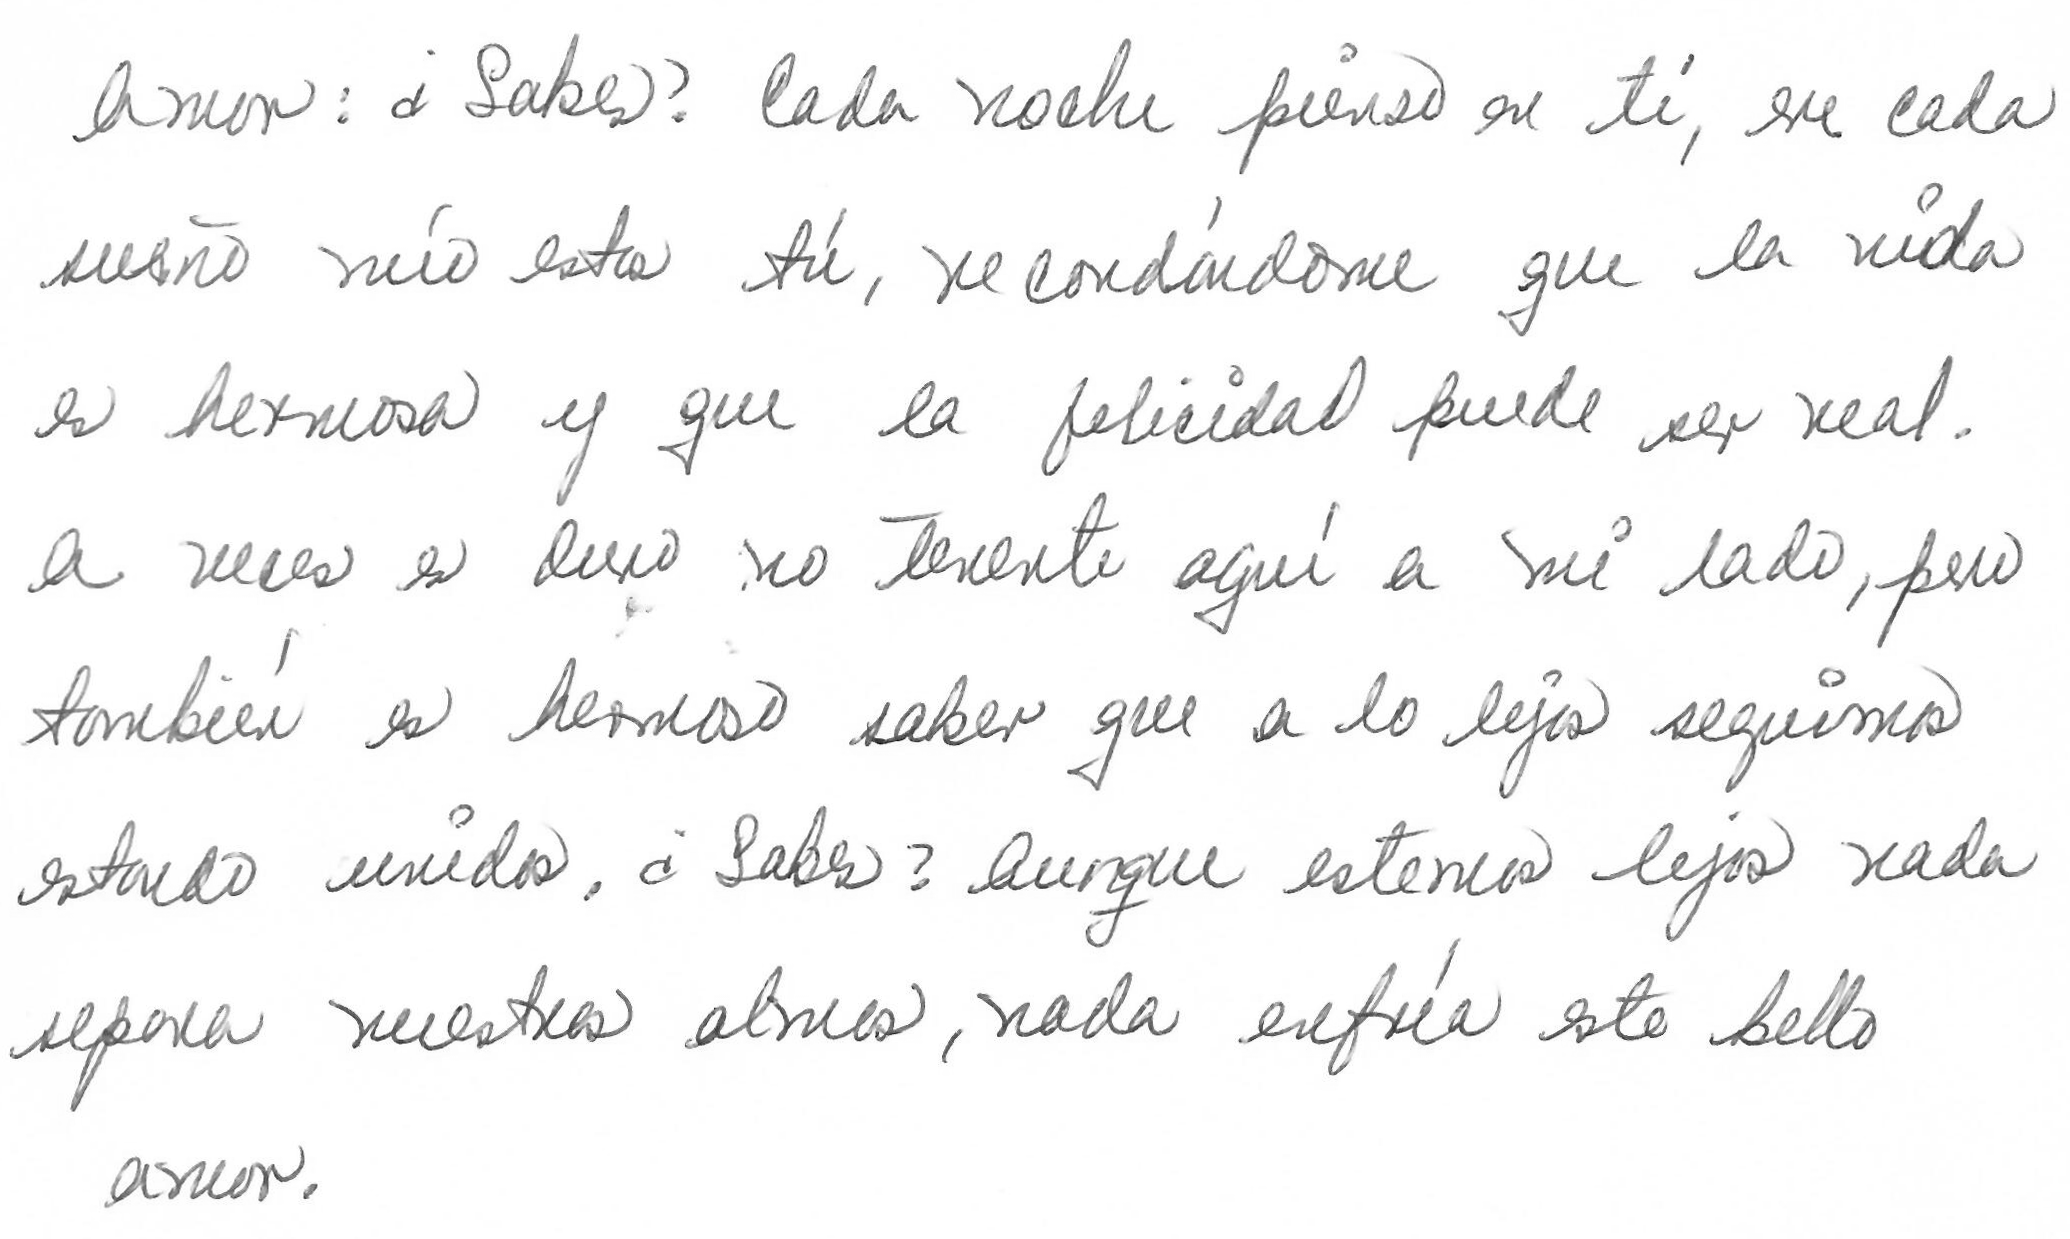 Amor: ¿Sabes? Cada noche pienso en tí, en cada
sueño mío estas tú, recordándome que la vida
es hermosa y que la felicidad puede ser real.
A veces es duro no tenerte aquí a mi lado, pero
también es hermoso saber que a lo lejos seguimos
estando unidos. ¿Sabes? Aunque estemos lejos nada
separa nuestras almas, nada enfría este bello
amor.